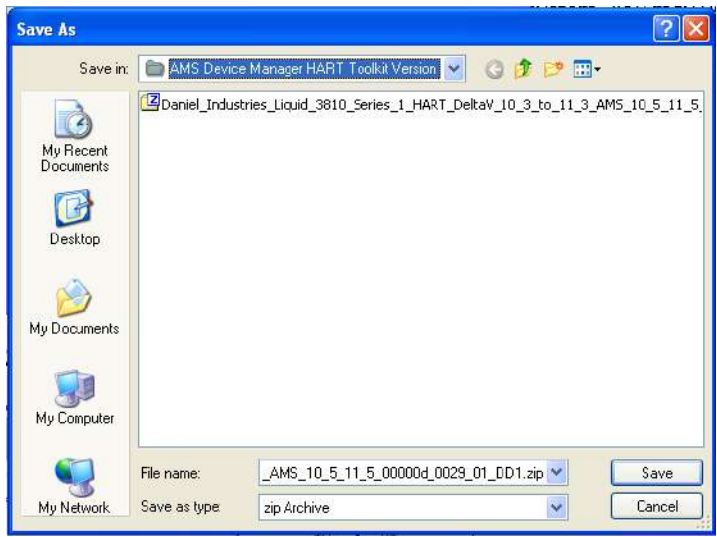 Save As
Save in:
AMS Device Manager HART Toolkit Version
Daniel_Industries_Liquid_3810_Series_1_HART_DeltaV_10_3_to_11_3_AMS_10_5_11_5_
My Recent
Documents
Desktop
My Documents
My Computer
My Network
File name:
_AMS_10_5_11_5_00000d_0029_01_DD1.zip
Save
Save as type:
zip Archive
Cancel